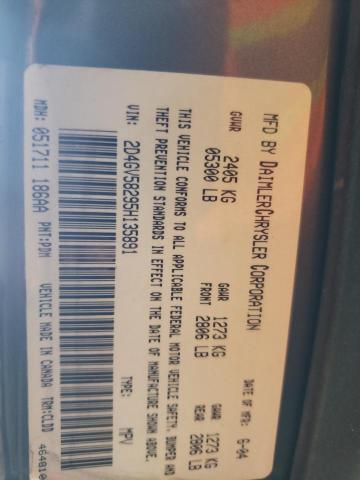 MFD BY DAIMLERCHRYSLER CORPORATION
DATE OF MFR: 6-04
GVWR 2405 KG 05300 LB
GAWR FRONT 1273 KG 2806 LB
GAWR REAR 1273 KG 2806 LB
THIS VEHICLE CONFORMS TO ALL APPLICABLE FEDERAL MOTOR VEHICLE SAFETY, BUMPER AND
THEFT PREVENTION STANDARDS IN EFFECT ON THE DATE OF MANUFACTURE SHOWN ABOVE.
VIN: 2D4GV58295H135891 TYPE: MPV
MDH: 051711 186AA PNT:PDM VEHICLE MADE IN CANADA TRM:CLDD